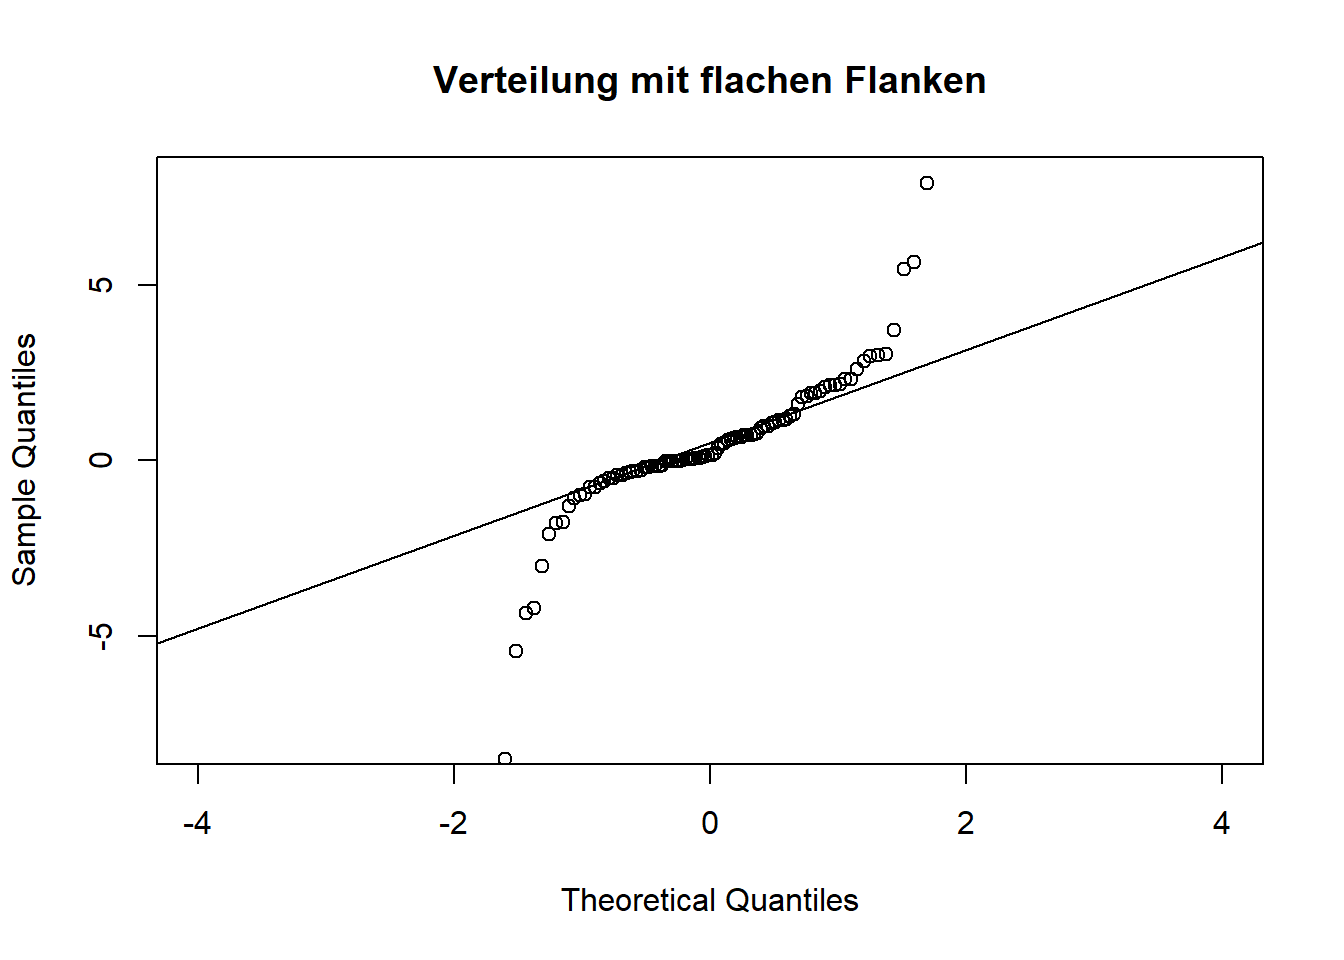 Verteilung mit flachen Flanken
Sample Quantiles
5
0
-5
-4 -2 0 2 4
Theoretical Quantiles